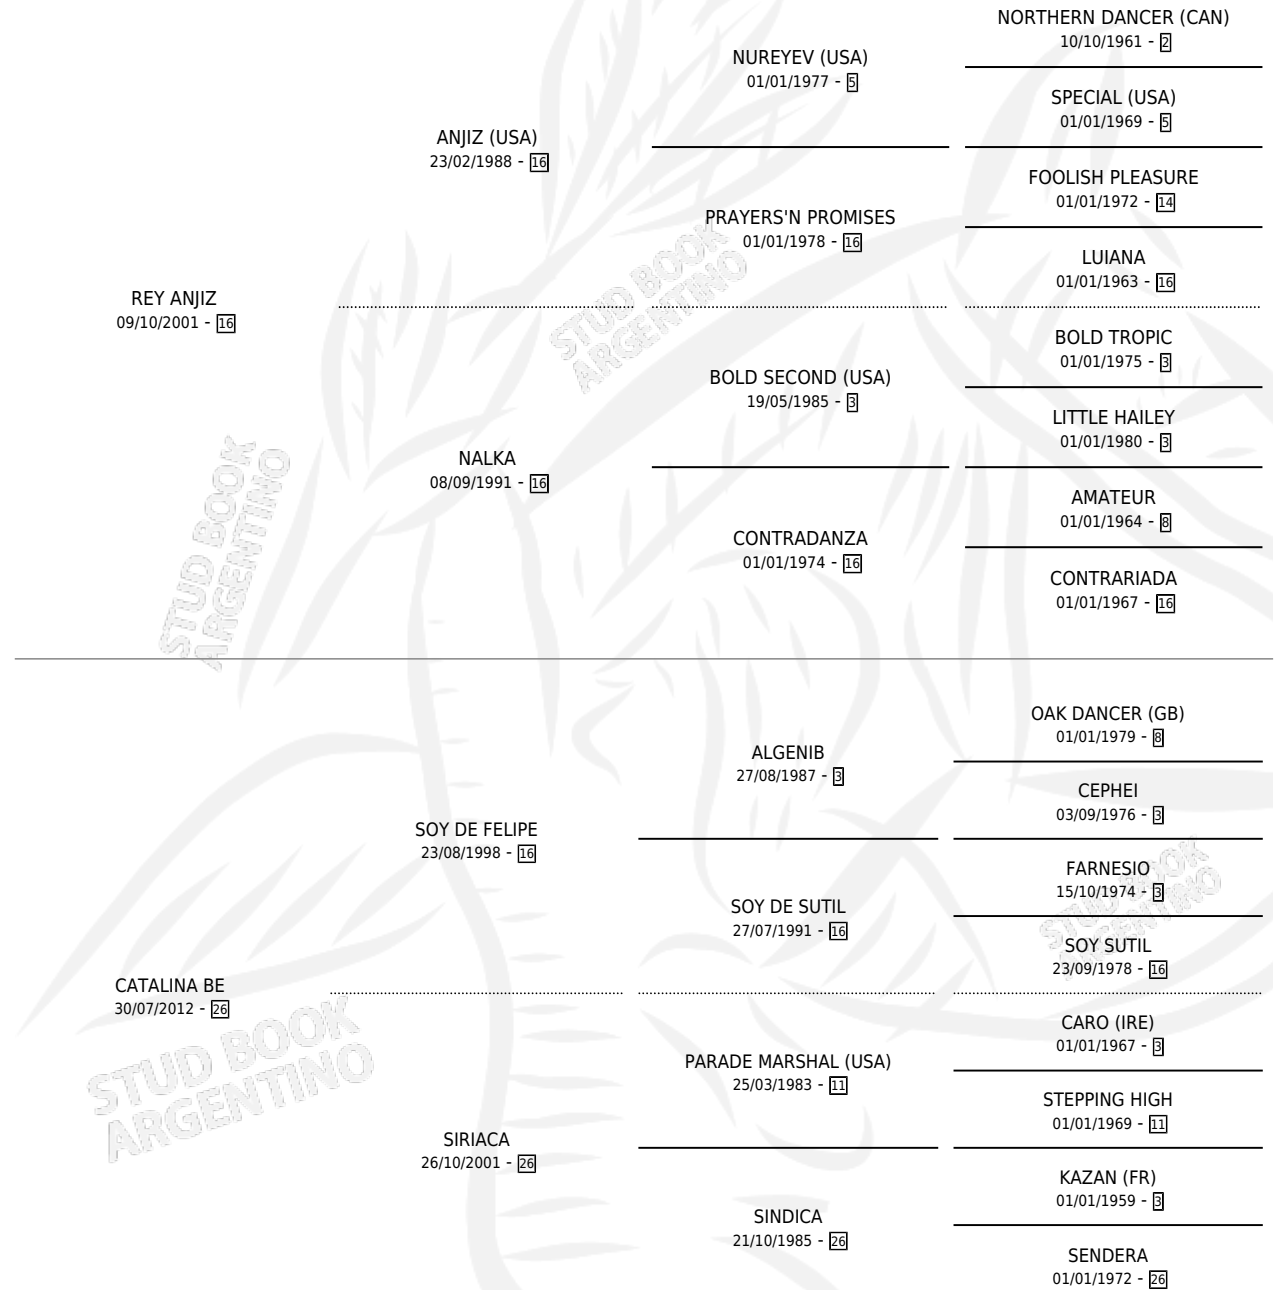 NORTHERN DANCER (CAN)
10/10/1961 - 2
NUREYEV (USA)
01/01/1977 - 5
SPECIAL (USA)
01/01/1969 - 5
ANJIZ (USA)
23/02/1988 - 16
FOOLISH PLEASURE
01/01/1972 - 14
PRAYERS'N PROMISES
01/01/1978 - 16
LUIANA
01/01/1963 - 16
REY ANJIZ
09/10/2001 - 16
BOLD TROPIC
01/01/1975 - 3
BOLD SECOND (USA)
19/05/1985 - 3
LITTLE HAILEY
01/01/1980 - 3
NALKA
08/09/1991 - 16
AMATEUR
01/01/1964 - 8
CONTRADANZA
01/01/1974 - 16
CONTRARIADA
01/01/1967 - 16
STUD BOOK
ARGENTINO
STUD BOOK
ARGENTINO
OAK DANCER (GB)
01/01/1979 - 8
ALGENIB
27/08/1987 - 3
CEPHEI
03/09/1976 - 3
SOY DE FELIPE
23/08/1998 - 16
FARNESIO
15/10/1974 - 3
SOY DE SUTIL
27/07/1991 - 16
SOY SUTIL
23/09/1978 - 16
CATALINA BE
30/07/2012 - 26
CARO (IRE)
01/01/1967 - 3
PARADE MARSHAL (USA)
25/03/1983 - 11
STEPPING HIGH
01/01/1969 - 11
SIRIACA
26/10/2001 - 26
KAZAN (FR)
01/01/1959 - 3
SINDICA
21/10/1985 - 26
SENDERA
01/01/1972 - 26
STUD BOOK
ARGENTINO
STUD BOOK
ARGENTINO